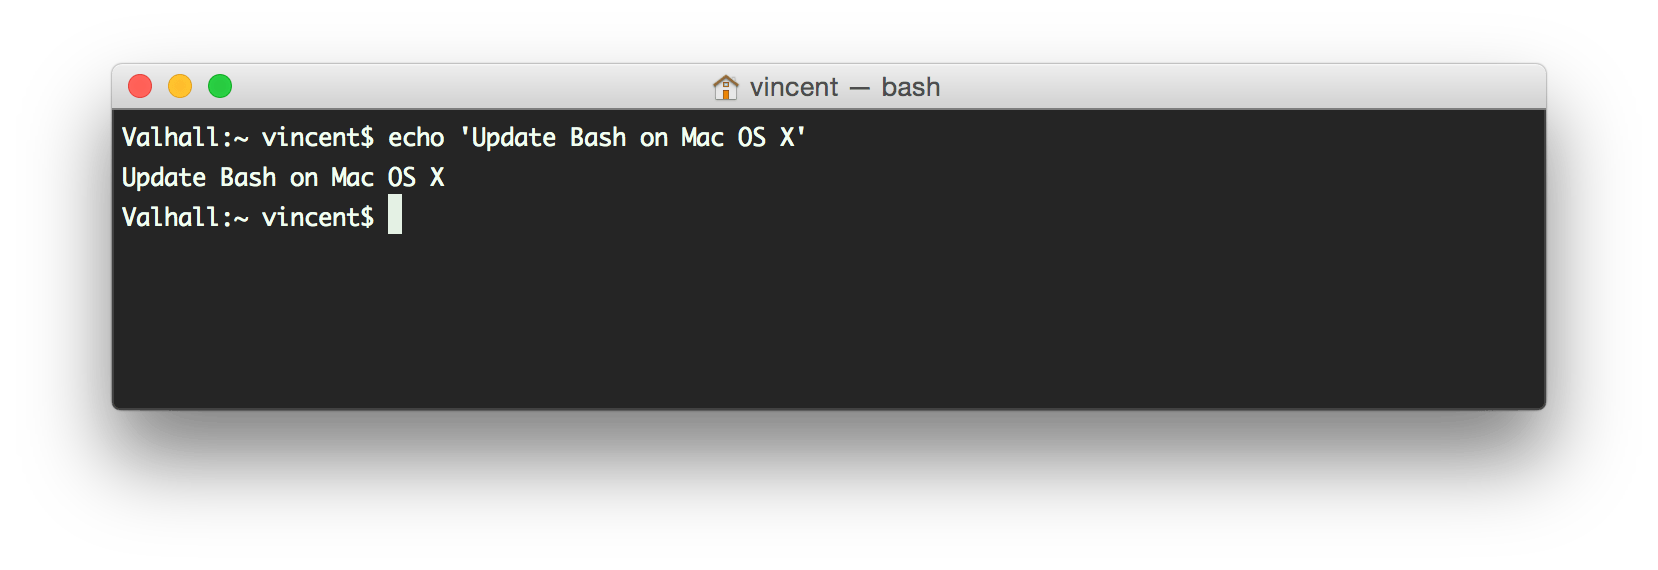 vincent — bash
Valhall:~ vincent$ echo 'Update Bash on Mac OS X'
Update Bash on Mac OS X
Valhall:~ vincent$